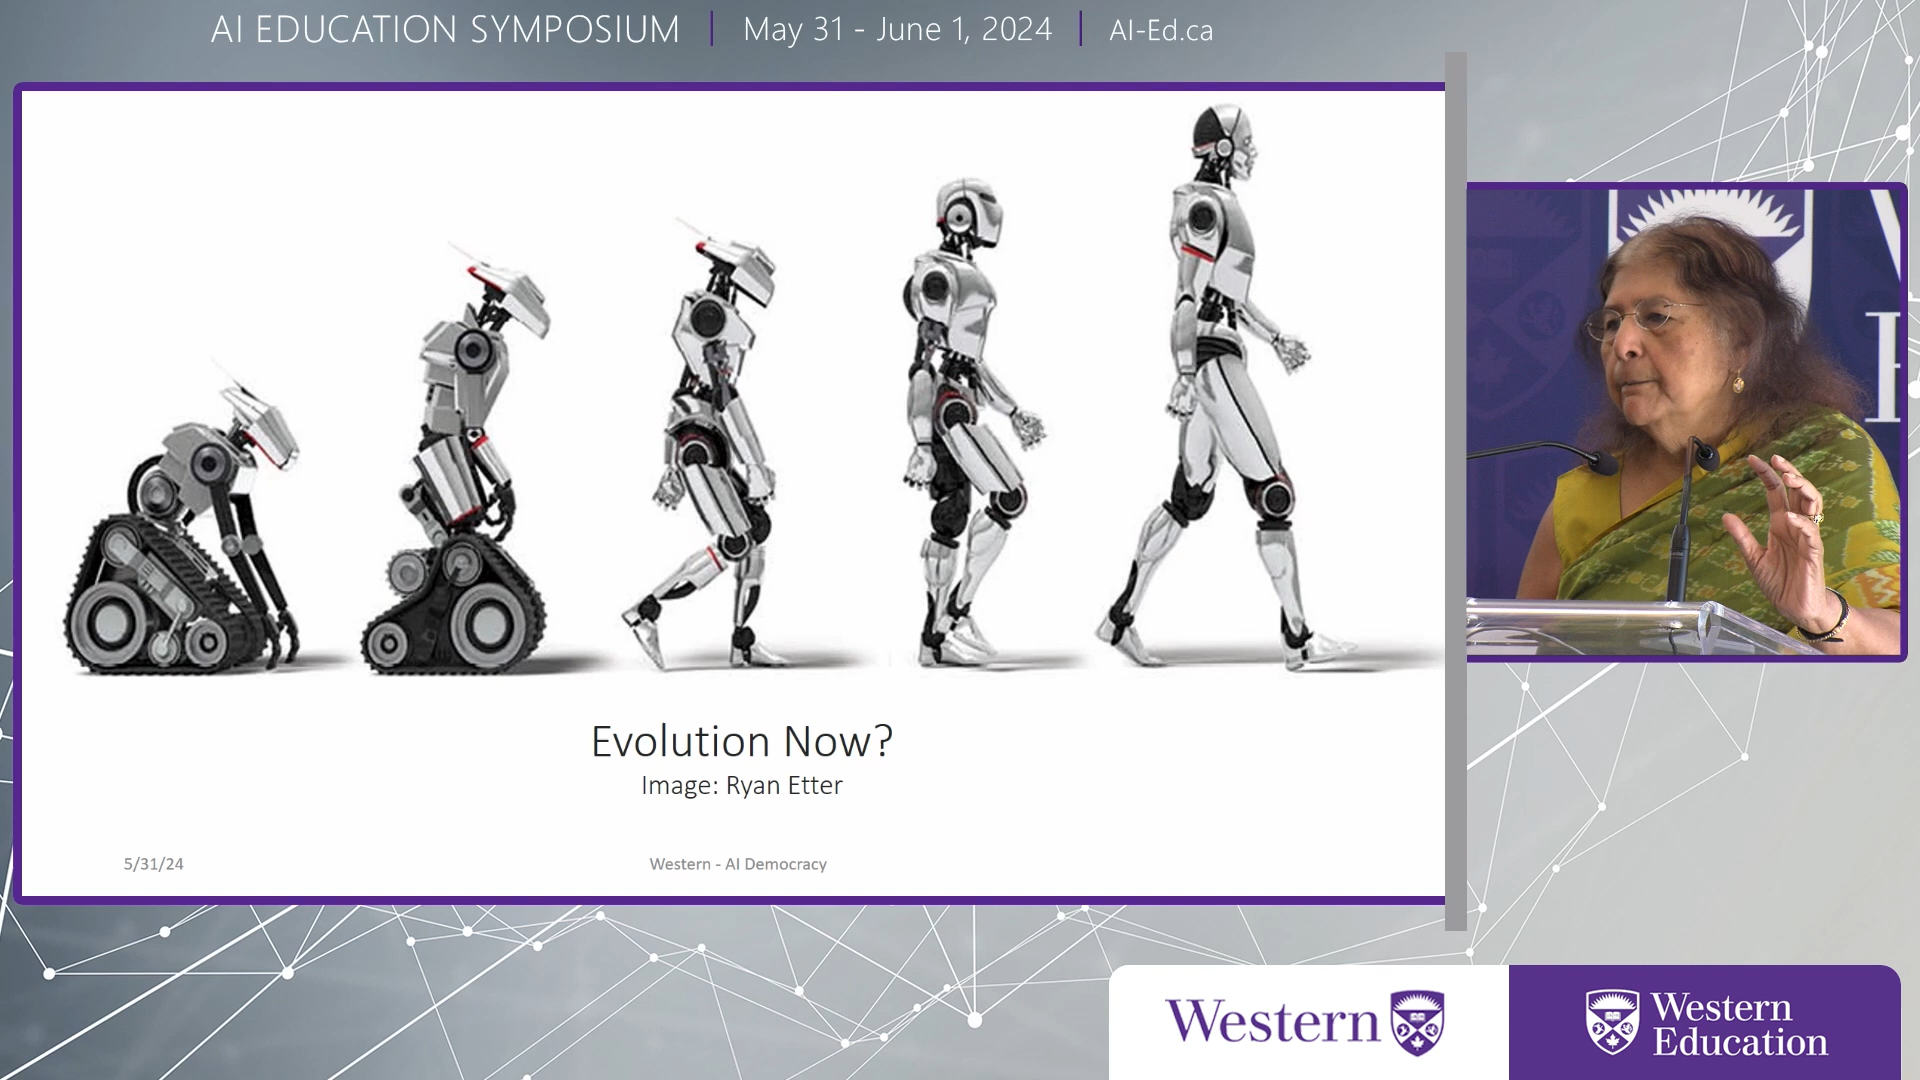 AI EDUCATION SYMPOSIUM | May 31 - June 1, 2024 | AI-Ed.ca
Evolution Now?
Image: Ryan Etter
5/31/24
Western - AI Democracy
Western
Western
Education